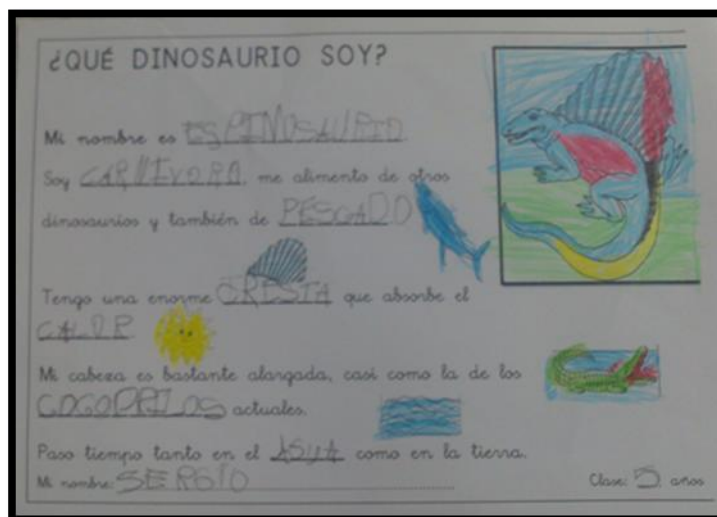 ¿QUÉ DINOSAURIO SOY?
Mi nombre es ESPINOSAURIO
Soy CARNIVORO, me alimento de otros
dinosaurios y también de PESCADO
Tengo una enorme CRESTA que absorbe el
CALOR
Mi cabeza es bastante alargada, casi como la de los
COCODRILOS actuales.
Paso tiempo tanto en el AGUA como en la tierra.
Mi nombre: SERGIO Clase: 5 años